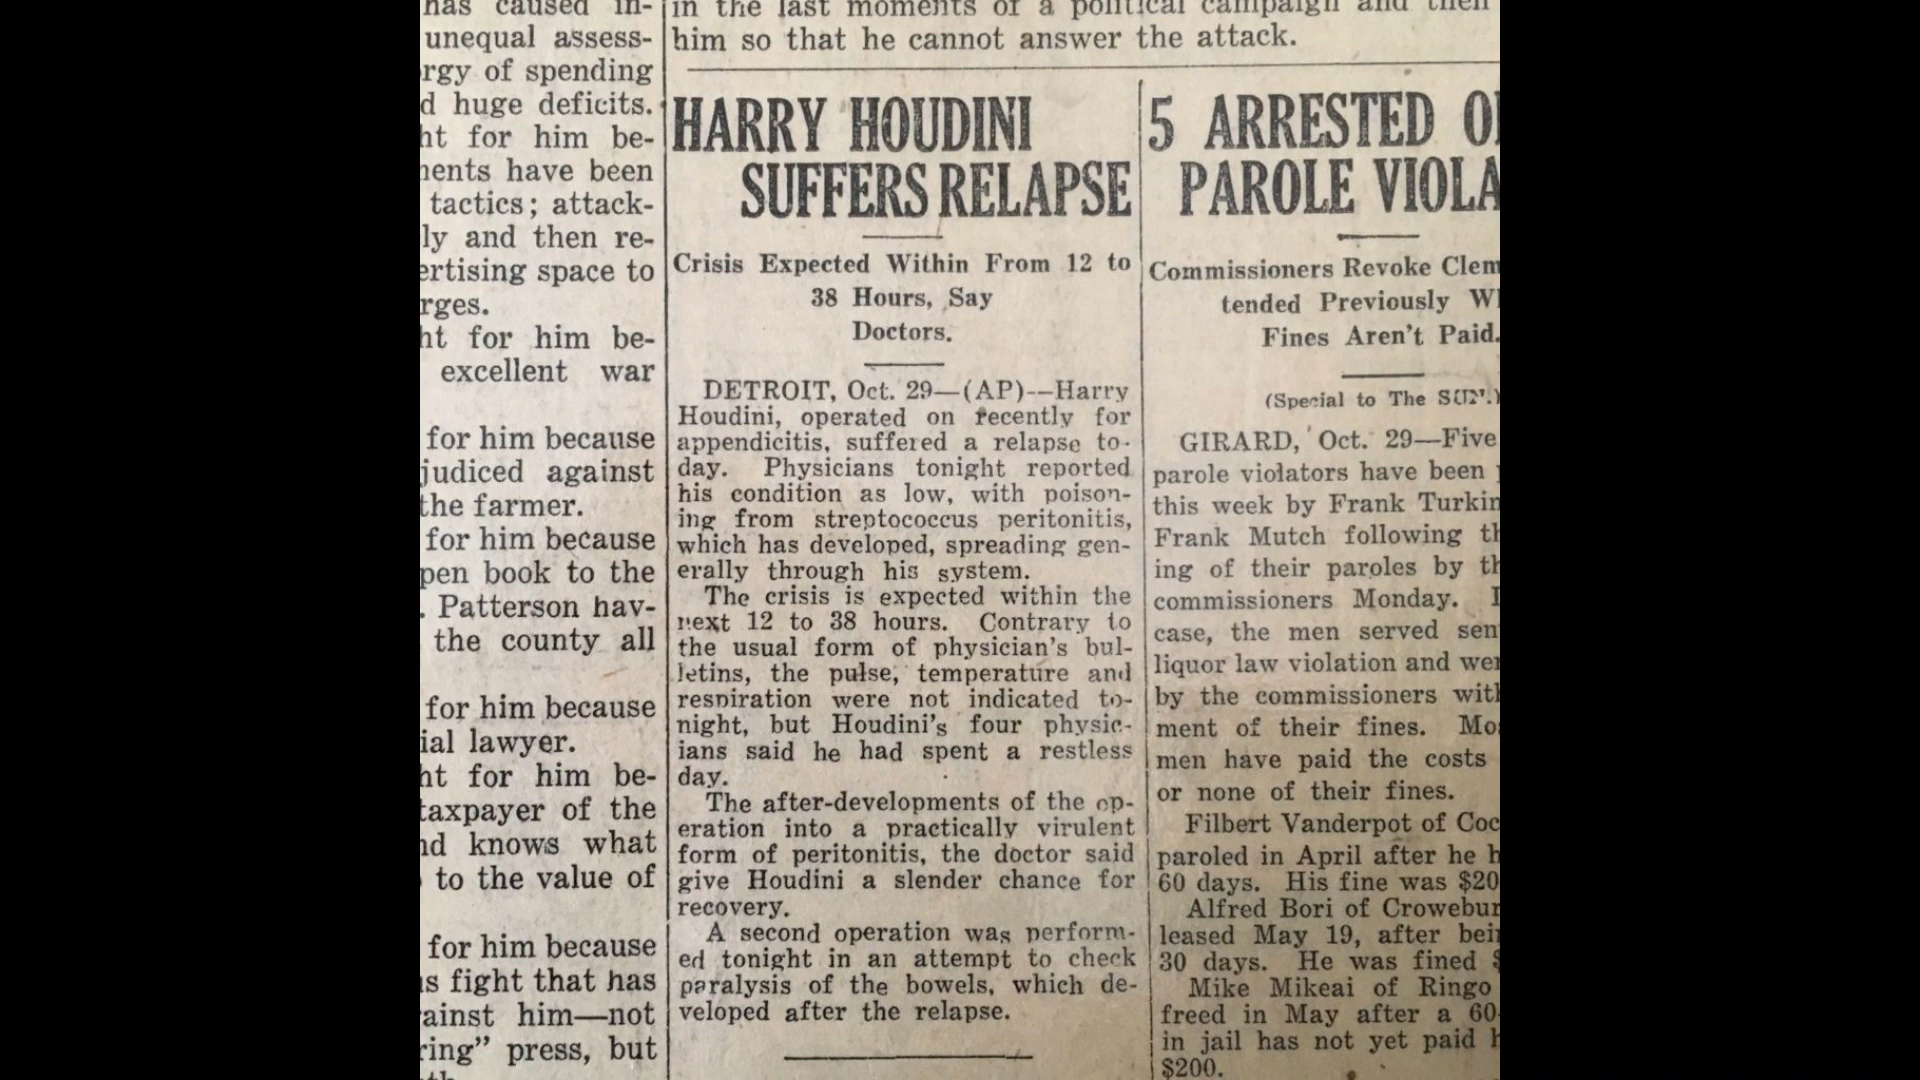 has caused in-
unequal assess-
rgy of spending
d huge deficits.
ht for him be-
ents have been
tactics; attack-
ly and then re-
ertising space to
rges.
ht for him be-
excellent war
for him because
judiced against
the farmer.
for him because
pen book to the
. Patterson hav-
the county all
for him because
ial lawyer.
ht for him be-
taxpayer of the
nd knows what
to the value of
for him because
s fight that has
ainst him—not
ring” press, but
in the last moments of a political campaign and then
him so that he cannot answer the attack.
HARRY HOUDINI
SUFFERS RELAPSE
Crisis Expected Within From 12 to
38 Hours, Say
Doctors.
DETROIT, Oct. 29—(AP)—Harry
Houdini, operated on recently for
appendicitis, suffered a relapse to-
day. Physicians tonight reported
his condition as low, with poison-
ing from streptococcus peritonitis,
which has developed, spreading gen-
erally through his system.
The crisis is expected within the
next 12 to 38 hours. Contrary to
the usual form of physician's bul-
letins, the pulse, temperature and
respiration were not indicated to-
night, but Houdini's four physic-
ians said he had spent a restless
day.
The after-developments of the op-
eration into a practically virulent
form of peritonitis, the doctor said
give Houdini a slender chance for
recovery.
A second operation was perform-
ed tonight in an attempt to check
paralysis of the bowels, which de-
veloped after the relapse.
5 ARRESTED O
PAROLE VIOLA
Commissioners Revoke Clem
tended Previously W
Fines Aren't Paid.
(Special to The SUN.)
GIRARD, Oct. 29—Five
parole violators have been
this week by Frank Turkin
Frank Mutch following th
ing of their paroles by th
commissioners Monday. I
case, the men served sen
liquor law violation and wer
by the commissioners with
ment of their fines. Mo
men have paid the costs
or none of their fines.
Filbert Vanderpot of Coc
paroled in April after he h
60 days. His fine was $20
Alfred Bori of Crowebur
leased May 19, after bei
30 days. He was fined $
Mike Mikeai of Ringo
freed in May after a 60-
in jail has not yet paid h
$200.